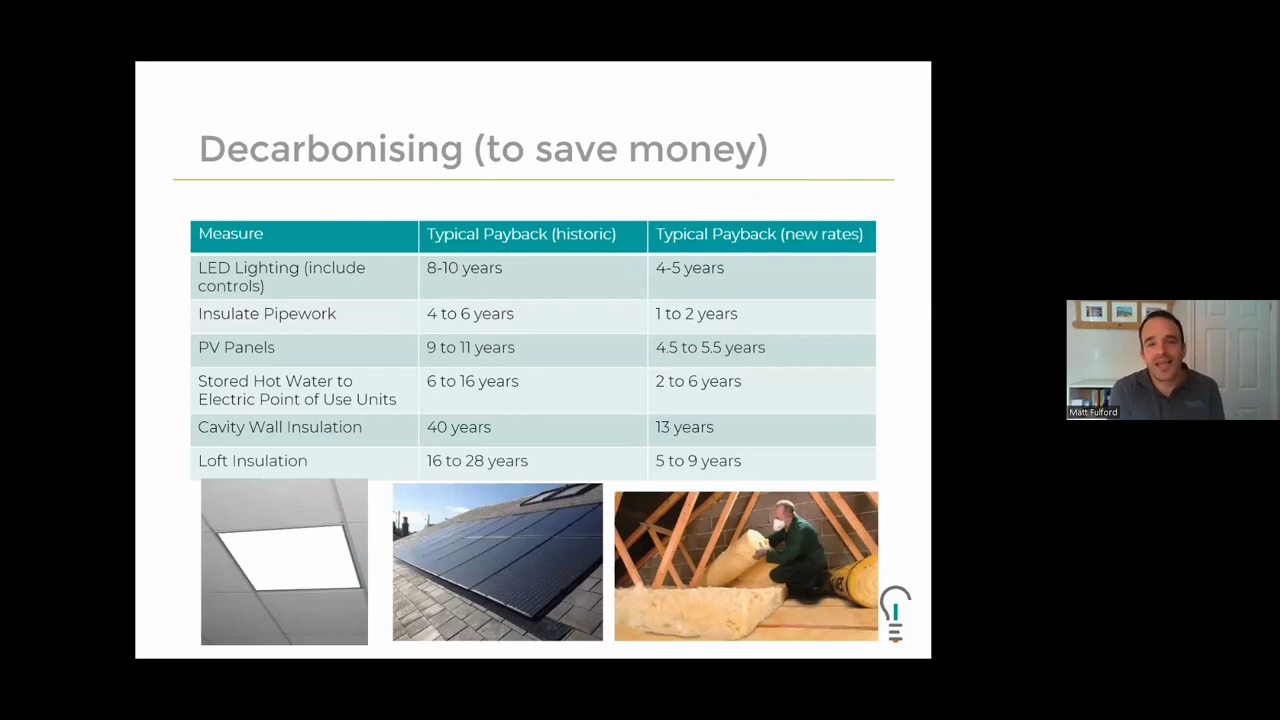 Decarbonising (to save money)
Measure
Typical Payback (historic)
Typical Payback (new rates)
LED Lighting (include
controls)
8-10 years
4-5 years
Insulate Pipework
4 to 6 years
1 to 2 years
PV Panels
9 to 11 years
4.5 to 5.5 years
Stored Hot Water to
Electric Point of Use Units
6 to 16 years
2 to 6 years
Cavity Wall Insulation
40 years
13 years
Loft Insulation
16 to 28 years
5 to 9 years
Matt Fulford